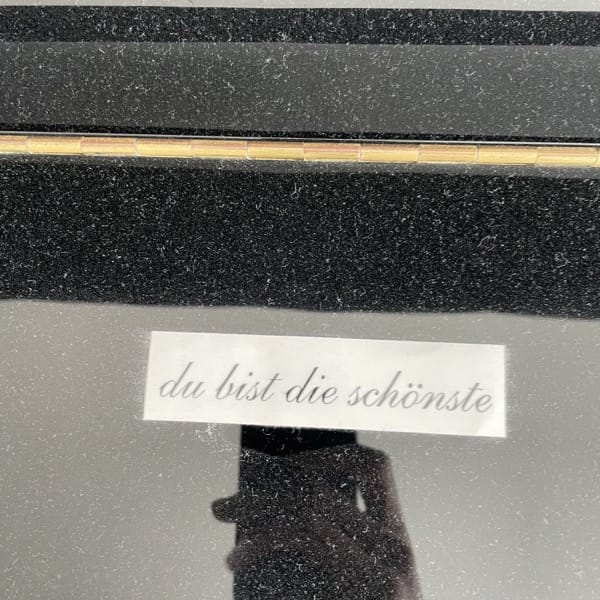 du bist die schönste